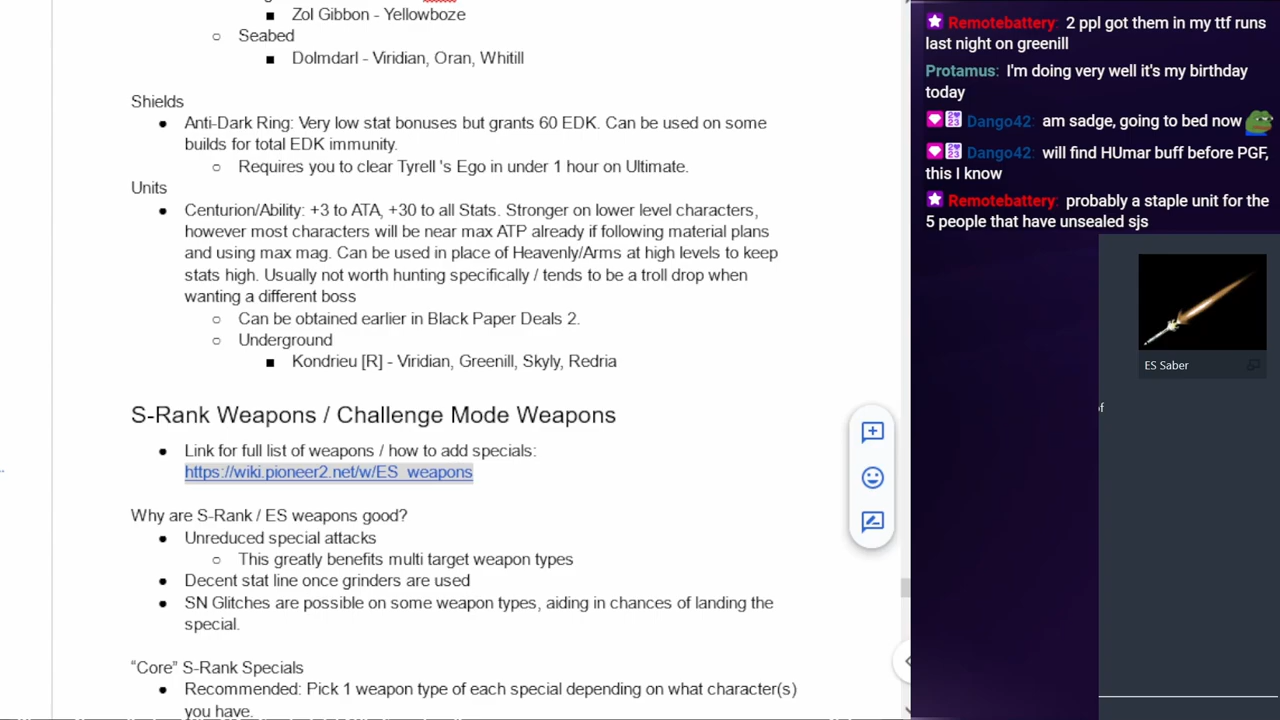 Zol Gibbon - Yellowboze
Seabed
Dolmdarl - Viridian, Oran, Whitill
Shields
Anti-Dark Ring: Very low stat bonuses but grants 60 EDK. Can be used on some
builds for total EDK immunity.
Requires you to clear Tyrell 's Ego in under 1 hour on Ultimate.
Units
Centurion/Ability: +3 to ATA, +30 to all Stats. Stronger on lower level characters,
however most characters will be near max ATP already if following material plans
and using max mag. Can be used in place of Heavenly/Arms at high levels to keep
stats high. Usually not worth hunting specifically / tends to be a troll drop when
wanting a different boss
Can be obtained earlier in Black Paper Deals 2.
Underground
Kondrieu [R] - Viridian, Greenill, Skyly, Redria
S-Rank Weapons / Challenge Mode Weapons
Link for full list of weapons / how to add specials:
https://wiki.pioneer2.net/w/ES_weapons
Why are S-Rank / ES weapons good?
Unreduced special attacks
This greatly benefits multi target weapon types
Decent stat line once grinders are used
SN Glitches are possible on some weapon types, aiding in chances of landing the
special.
“Core” S-Rank Specials
Recommended: Pick 1 weapon type of each special depending on what character(s)
you have.
Remotebattery: 2 ppl got them in my ttf runs
last night on greenill
Protamus: I'm doing very well it's my birthday
today
Dango42: am sadge, going to bed now
Dango42: will find HUmar buff before PGF,
this I know
Remotebattery: probably a staple unit for the
5 people that have unsealed sjs
ES Saber
of